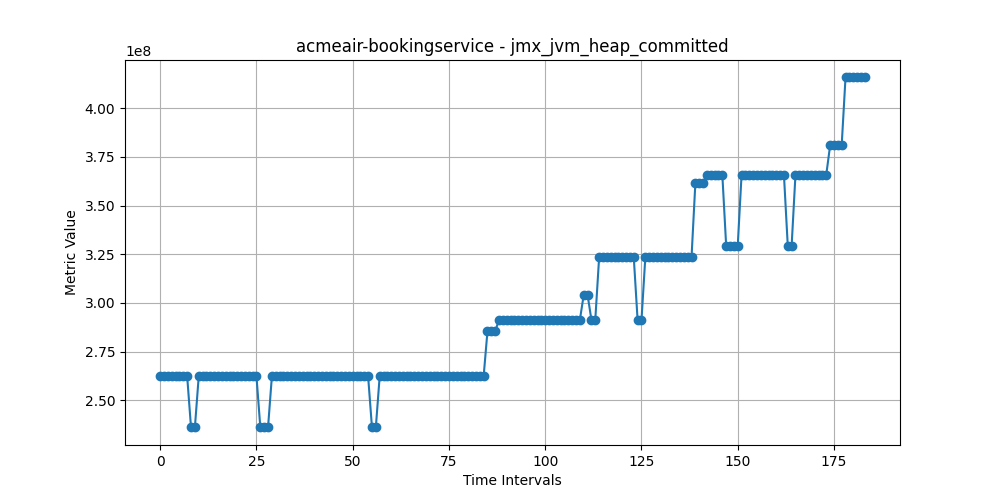 acmeair-bookingservice - jmx_jvm_heap_committed
1e8
4.00
3.75
3.50
3.25
3.00
2.75
2.50
Metric Value
0 25 50 75 100 125 150 175
Time Intervals